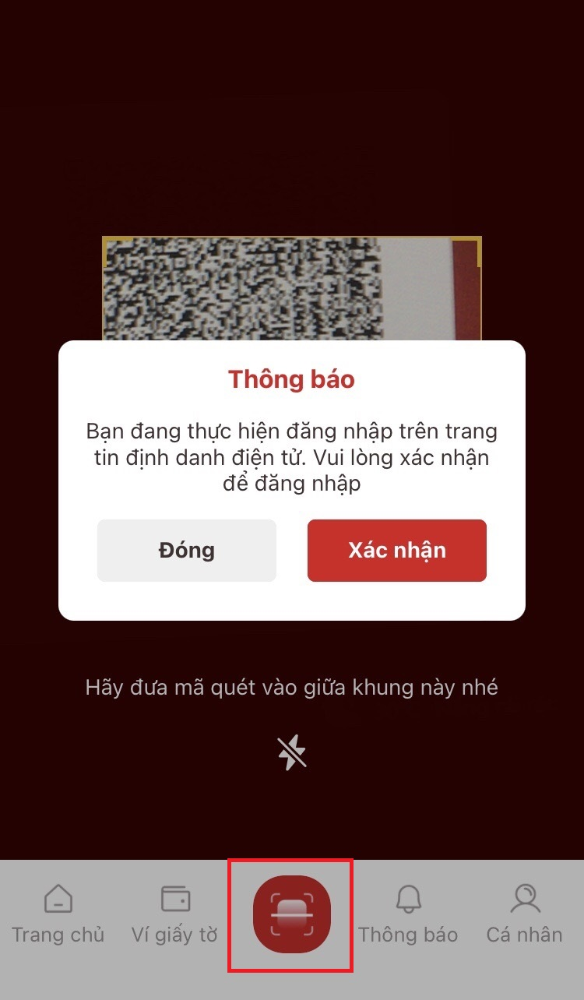 Thông báo
Bạn đang thực hiện đăng nhập trên trang
tin định danh điện tử. Vui lòng xác nhận
để đăng nhập
Đóng
Xác nhận
Hãy đưa mã quét vào giữa khung này nhé
Trang chủ
Ví giấy tờ
Thông báo
Cá nhân